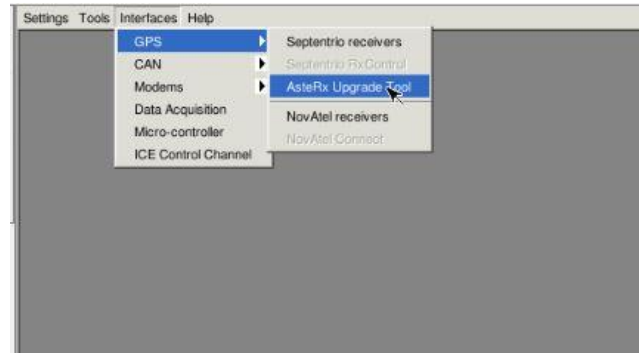 Settings Tools Interfaces Help
GPS
CAN
Modems
Data Acquisition
Micro-controller
ICE Control Channel
Septentrio receivers
Septentrio RxControl
AsteRx Upgrade Tool
NovAtel receivers
NovAtel Connect